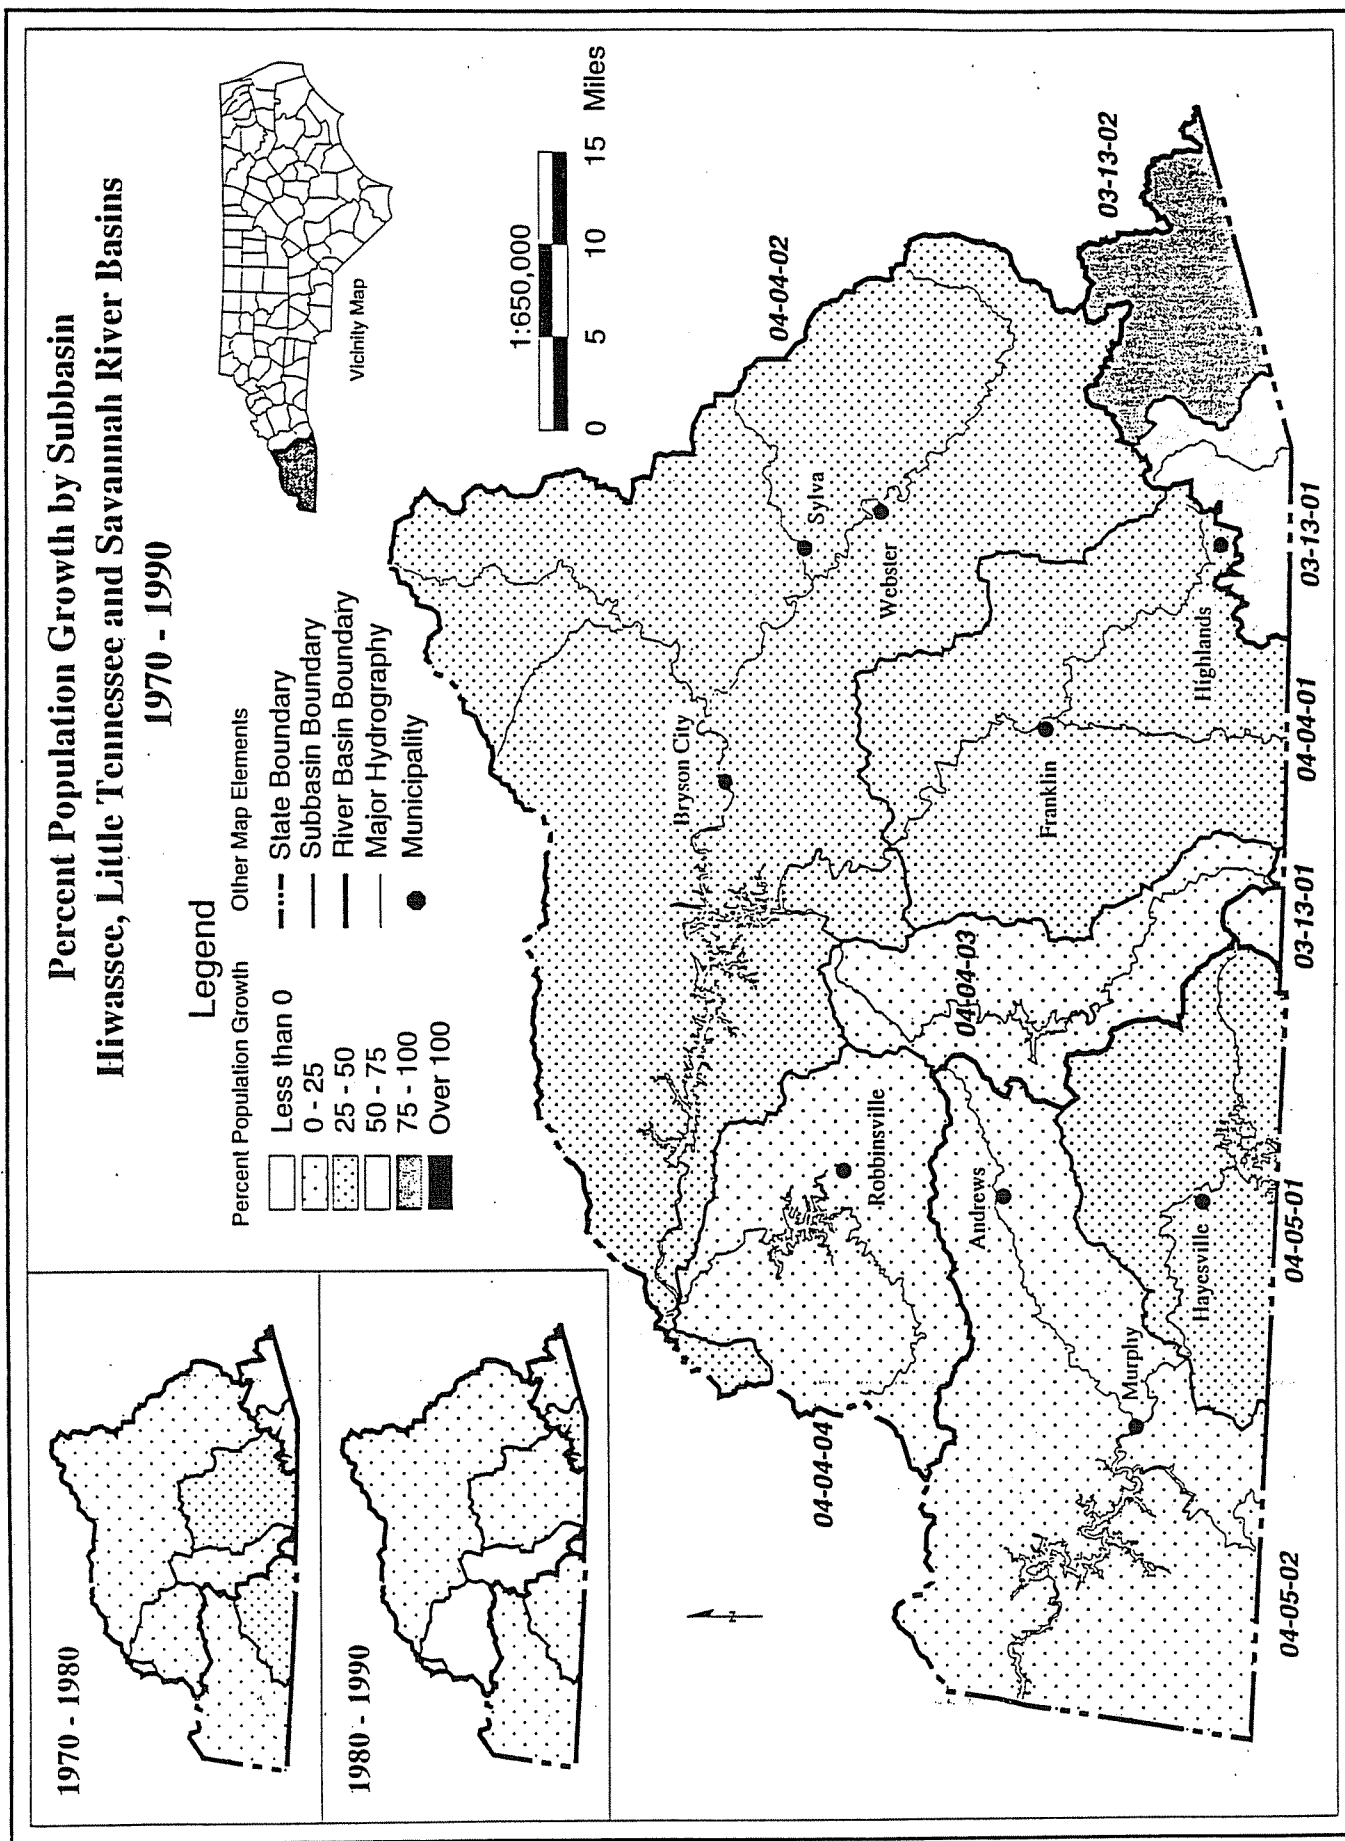 Percent Population Growth by Subbasin
Hiwassee, Little Tennessee and Savannah River Basins
1970 - 1990
Legend
Percent Population Growth
Less than 0
0 - 25
25 - 50
50 - 75
75 - 100
Over 100
Other Map Elements
State Boundary
Subbasin Boundary
River Basin Boundary
Major Hydrography
Municipality
Vicinity Map
1:650,000
0 5 10 15 Miles
1970 - 1980
1980 - 1990
N
04-04-02
03-13-02
Sylva
Webster
Bryson City
Highlands
Franklin
04-04-03
Robbinsville
Andrews
Hayesville
Murphy
04-04-04
04-05-02
04-05-01
03-13-01
04-04-01
03-13-01